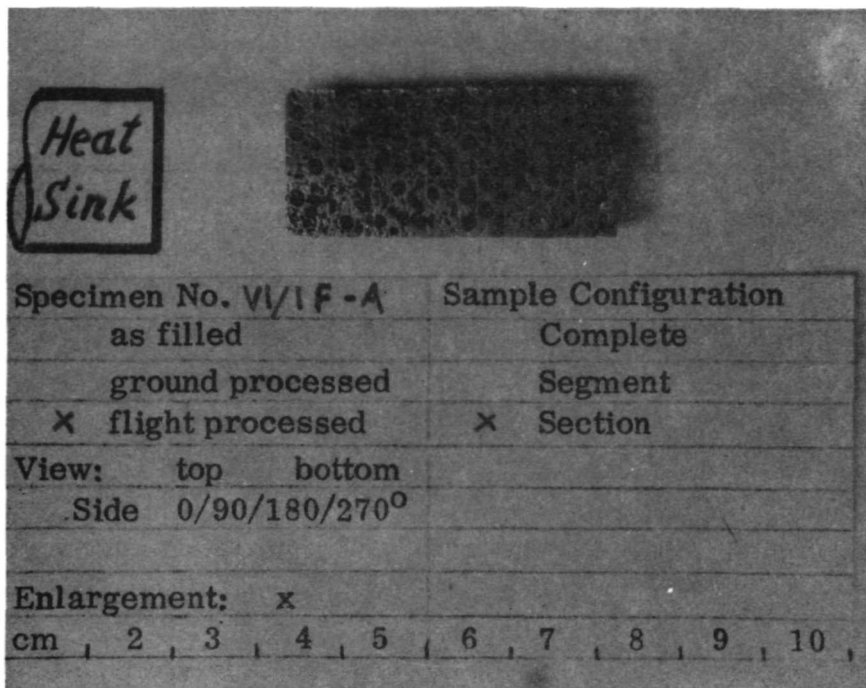 Heat
Sink
Specimen No. VI/1F-A Sample Configuration
as filled Complete
ground processed Segment
x flight processed x Section
View: top bottom
Side 0/90/180/270°
Enlargement: x
cm 2 3 4 5 6 7 8 9 10